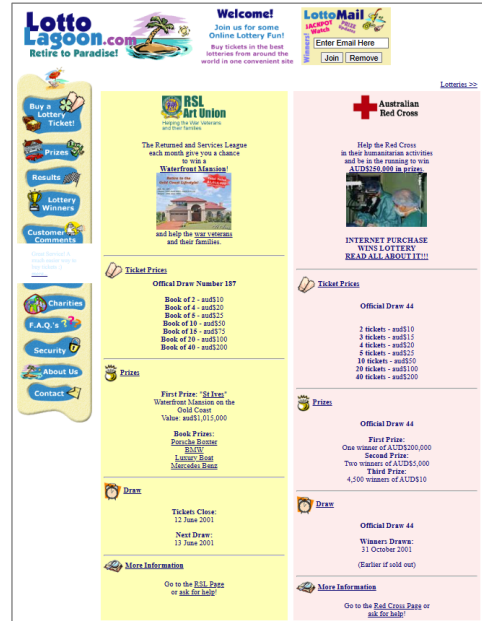 Lotto
Lagoon.com
Retire to Paradise!
Welcome!
Join us for some
Online Lottery Fun!
Buy tickets in the best
lotteries from around the
world in one convenient site
LottoMail
JACKPOT
Watch
PRIZE
Winners!
Enter Email Here
Join
Remove
Lotteries >>
Buy a
Lottery
Ticket!
Prizes
Results
Lottery
Winners
Customer
Comments
Charities
F.A.Q.'s
Security
About Us
Contact
RSL
Art Union
Helping the War Veterans
and their families
The Returned and Services League
each month give you a chance
to win a
Waterfront Mansion!
and help the war veterans
and their families.
Ticket Prices
Offical Draw Number 187
Book of 2 - aud$10
Book of 4 - aud$20
Book of 5 - aud$25
Book of 10 - aud$50
Book of 15 - aud$75
Book of 20 - aud$100
Book of 40 - aud$200
Prizes
First Prize: "St Ives"
Waterfront Mansion on the
Gold Coast
Value: aud$1,015,000
Book Prizes:
Porsche Boxter
BMW
Luxury Boat
Mercedes Benz
Draw
Tickets Close:
12 June 2001
Next Draw:
13 June 2001
More Information
Go to the RSL Page
or ask for help!
Australian
Red Cross
Help the Red Cross
in their humanitarian activities
and be in the running to win
AUD$250,000 in prizes.
INTERNET PURCHASE
WINS LOTTERY
READ ALL ABOUT IT!!!
Ticket Prices
Official Draw 44
2 tickets - aud$10
3 tickets - aud$15
4 tickets - aud$20
5 tickets - aud$25
10 tickets - aud$50
20 tickets - aud$100
40 tickets - aud$200
Prizes
Official Draw 44
First Prize:
One winner of AUD$200,000
Second Prize:
Two winners of AUD$5,000
Third Prize:
4,500 winners of AUD$10
Draw
Official Draw 44
Winners Drawn:
31 October 2001
(Earlier if sold out)
More Information
Go to the Red Cross Page or
ask for help!